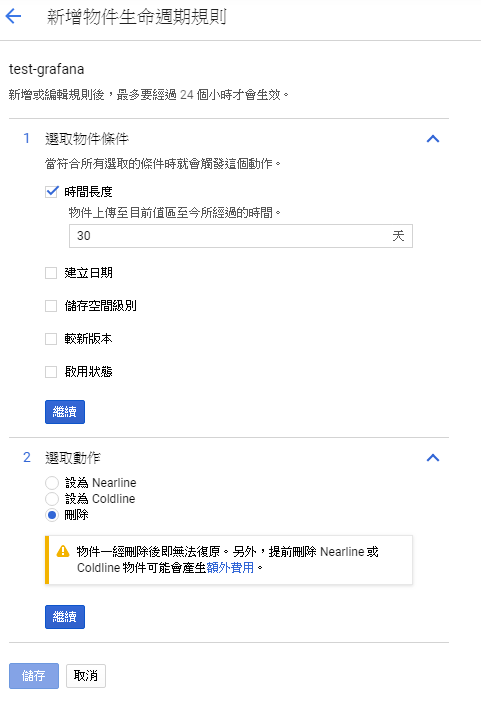 新增物件生命週期規則
test-grafana
新增或編輯規則後，最多要經過 24 個小時才會生效。
1 選取物件條件
當符合所有選取的條件時就會觸發這個動作。
時間長度
物件上傳至目前值區至今所經過的時間。
30 天
建立日期
儲存空間級別
較新版本
啟用狀態
繼續
2 選取動作
設為 Nearline
設為 Coldline
刪除
物件一經刪除後即無法復原。另外，提前刪除 Nearline 或
Coldline 物件可能會產生額外費用。
繼續
儲存 取消